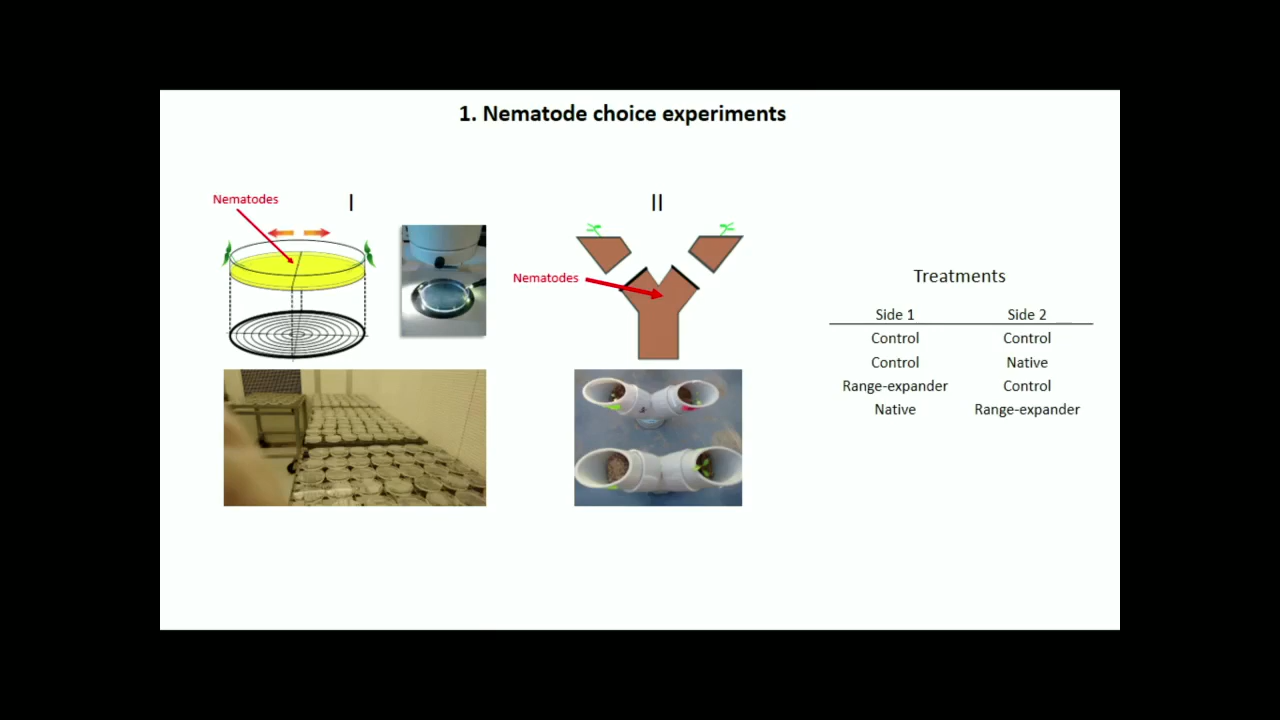 1. Nematode choice experiments
Nematodes
I
II
Nematodes
Treatments
Side 1 Side 2
Control Control
Control Native
Range-expander Control
Native Range-expander